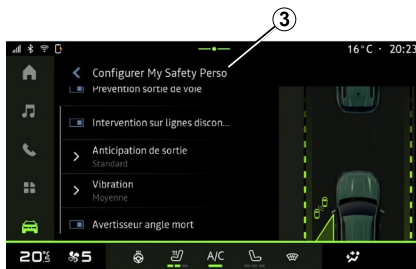 3
16°C · 20:23
Configurer My Safety Perso
Prévention sortie de voie
Intervention sur lignes discon...
Anticipation de sortie
Standard
Vibration
Moyenne
Avertisseur angle mort
20°5
5
A/C